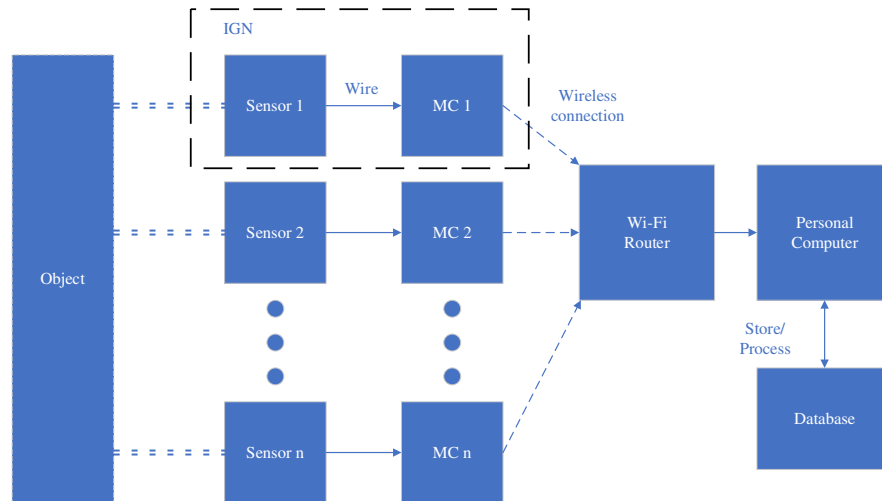 IGN
Sensor 1
Wire
MC 1
Wireless
connection
Object
Sensor 2
MC 2
Wi-Fi
Router
Personal
Computer
Store/
Process
Sensor n
MC n
Database